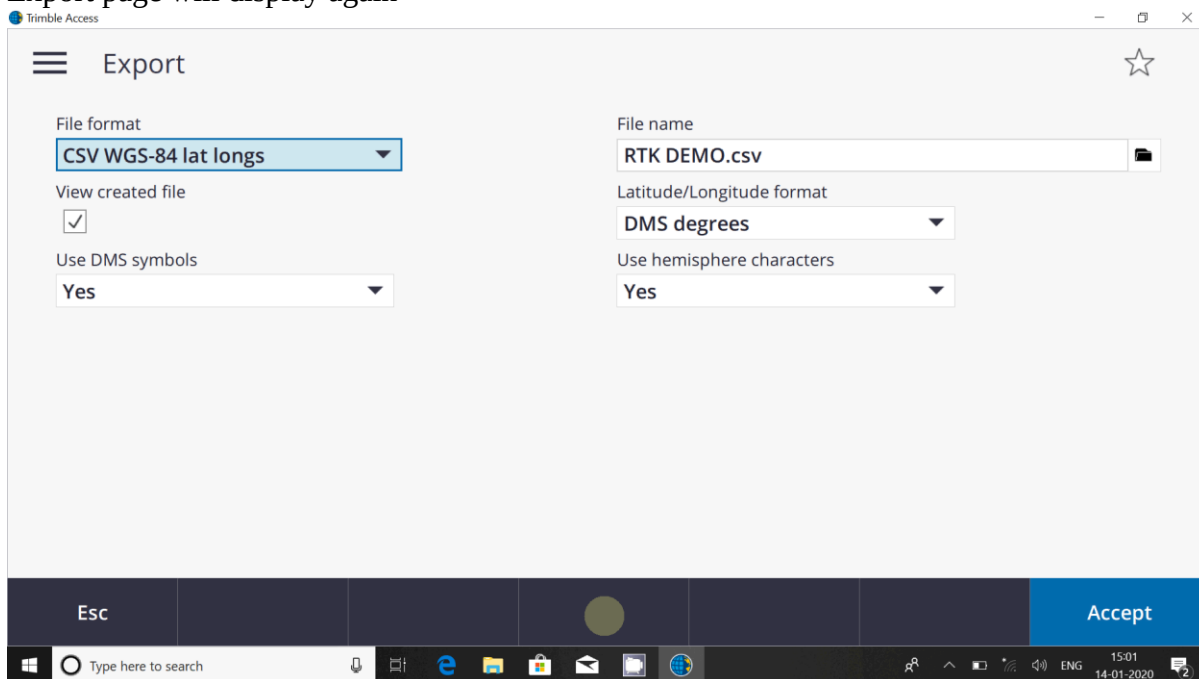 Export page will display again
Trimble Access
Export
File format
CSV WGS-84 lat longs
File name
RTK DEMO.csv
View created file
Latitude/Longitude format
DMS degrees
Use DMS symbols
Yes
Use hemisphere characters
Yes
Esc
Accept
Type here to search
ENG
15:01
14-01-2020
2